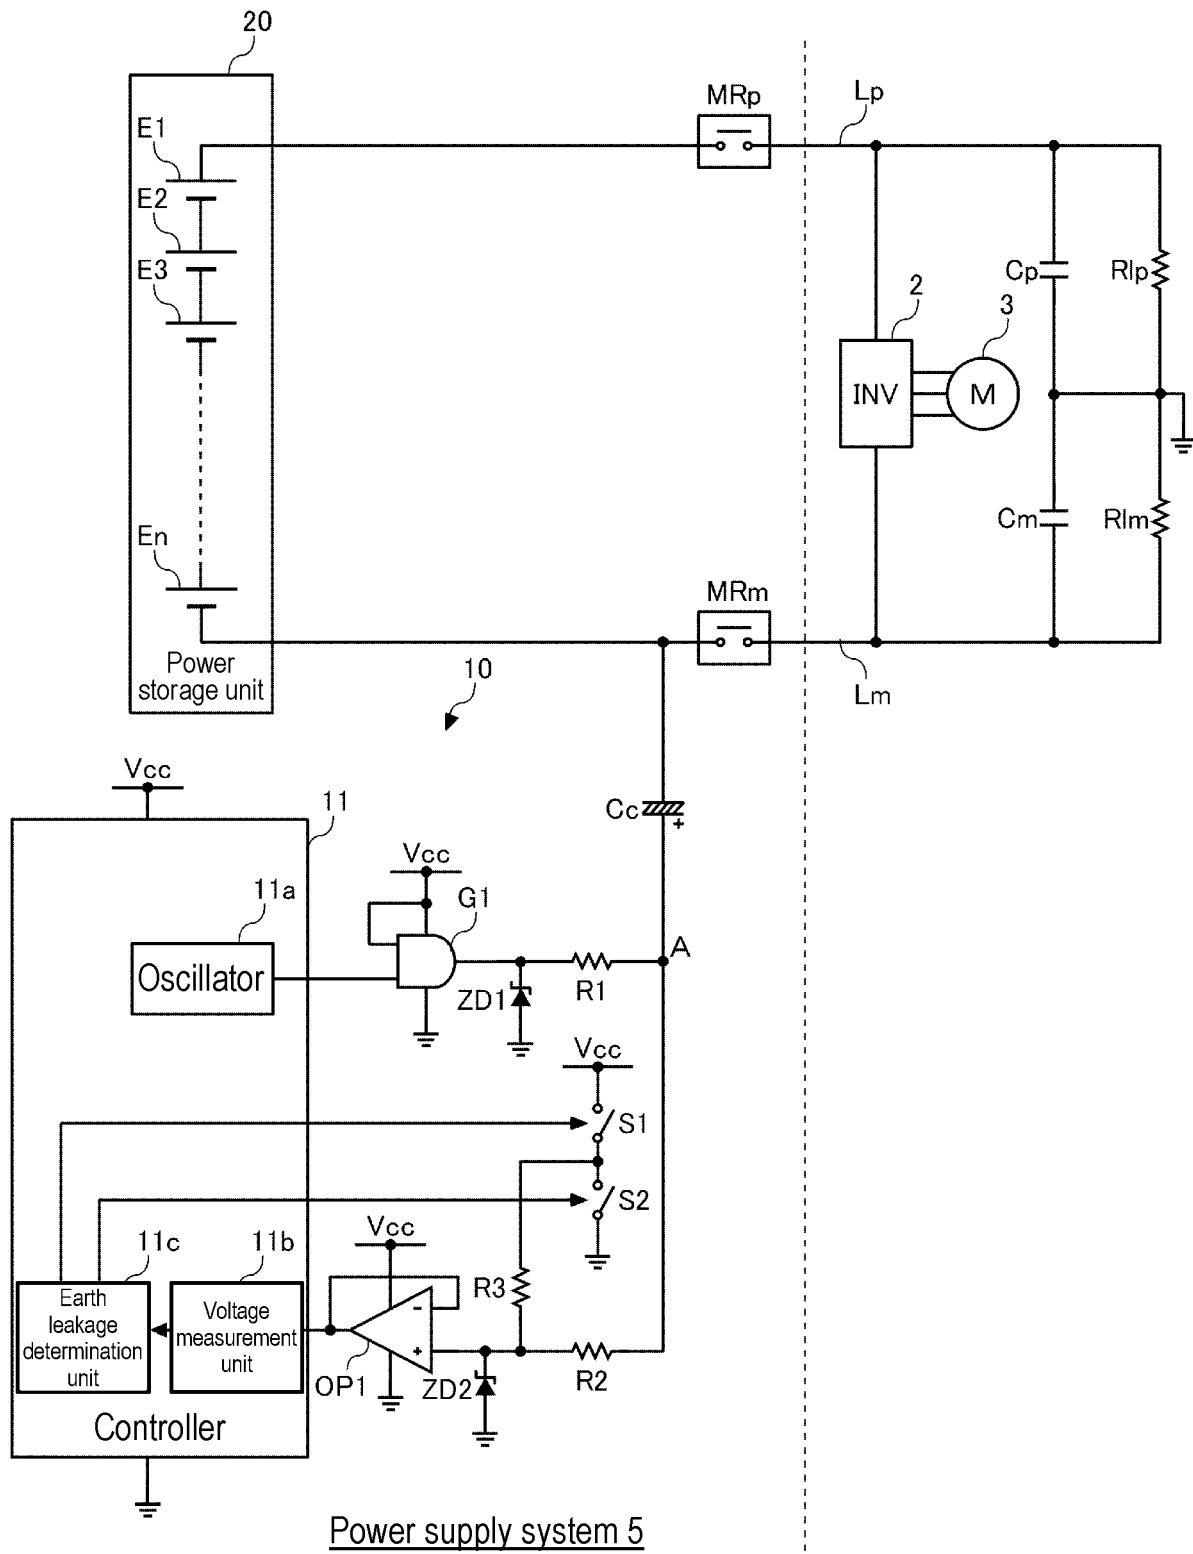 20
MRp
Lp
E1
E2
E3
Cp
Rlp
2
3
INV
M
Cm
Rlm
En
MRm
Power
storage unit
10
Lm
Vcc
11
Cc
+
Vcc
11a
G1
A
Oscillator
ZD1
R1
Vcc
S1
S2
Vcc
11c
11b
R3
Earth
leakage
determination
unit
Voltage
measurement
unit
-
+
OP1
ZD2
R2
Controller
Power supply system 5